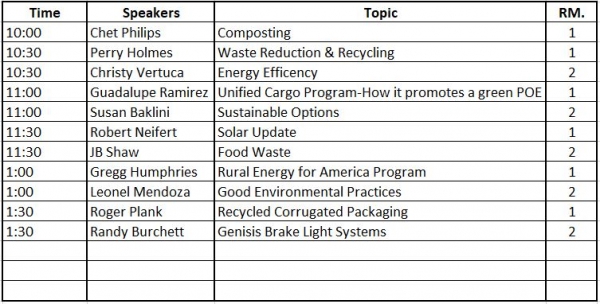 Time Speakers Topic RM.
10:00 Chet Philips Composting 1
10:30 Perry Holmes Waste Reduction & Recycling 1
10:30 Christy Vertuca Energy Efficency 2
11:00 Guadalupe Ramirez Unified Cargo Program-How it promotes a green POE 1
11:00 Susan Baklini Sustainable Options 2
11:30 Robert Neifert Solar Update 1
11:30 JB Shaw Food Waste 2
1:00 Gregg Humphries Rural Energy for America Program 1
1:00 Leonel Mendoza Good Environmental Practices 2
1:30 Roger Plank Recycled Corrugated Packaging 1
1:30 Randy Burchett Genisis Brake Light Systems 2